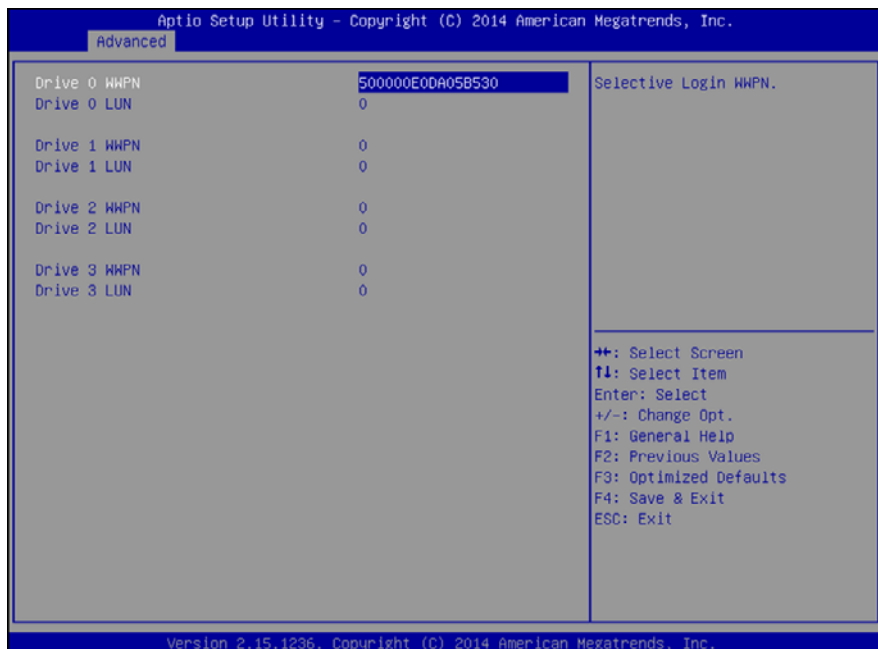 Aptio Setup Utility - Copyright (C) 2014 American Megatrends, Inc.
Advanced
Drive 0 WWPN 500000E0DA05B530
Drive 0 LUN 0
Drive 1 WWPN 0
Drive 1 LUN 0
Drive 2 WWPN 0
Drive 2 LUN 0
Drive 3 WWPN 0
Drive 3 LUN 0
Selective Login WWPN.
→←: Select Screen
↑↓: Select Item
Enter: Select
+/-: Change Opt.
F1: General Help
F2: Previous Values
F3: Optimized Defaults
F4: Save & Exit
ESC: Exit
Version 2.15.1236. Copyright (C) 2014 American Megatrends, Inc.